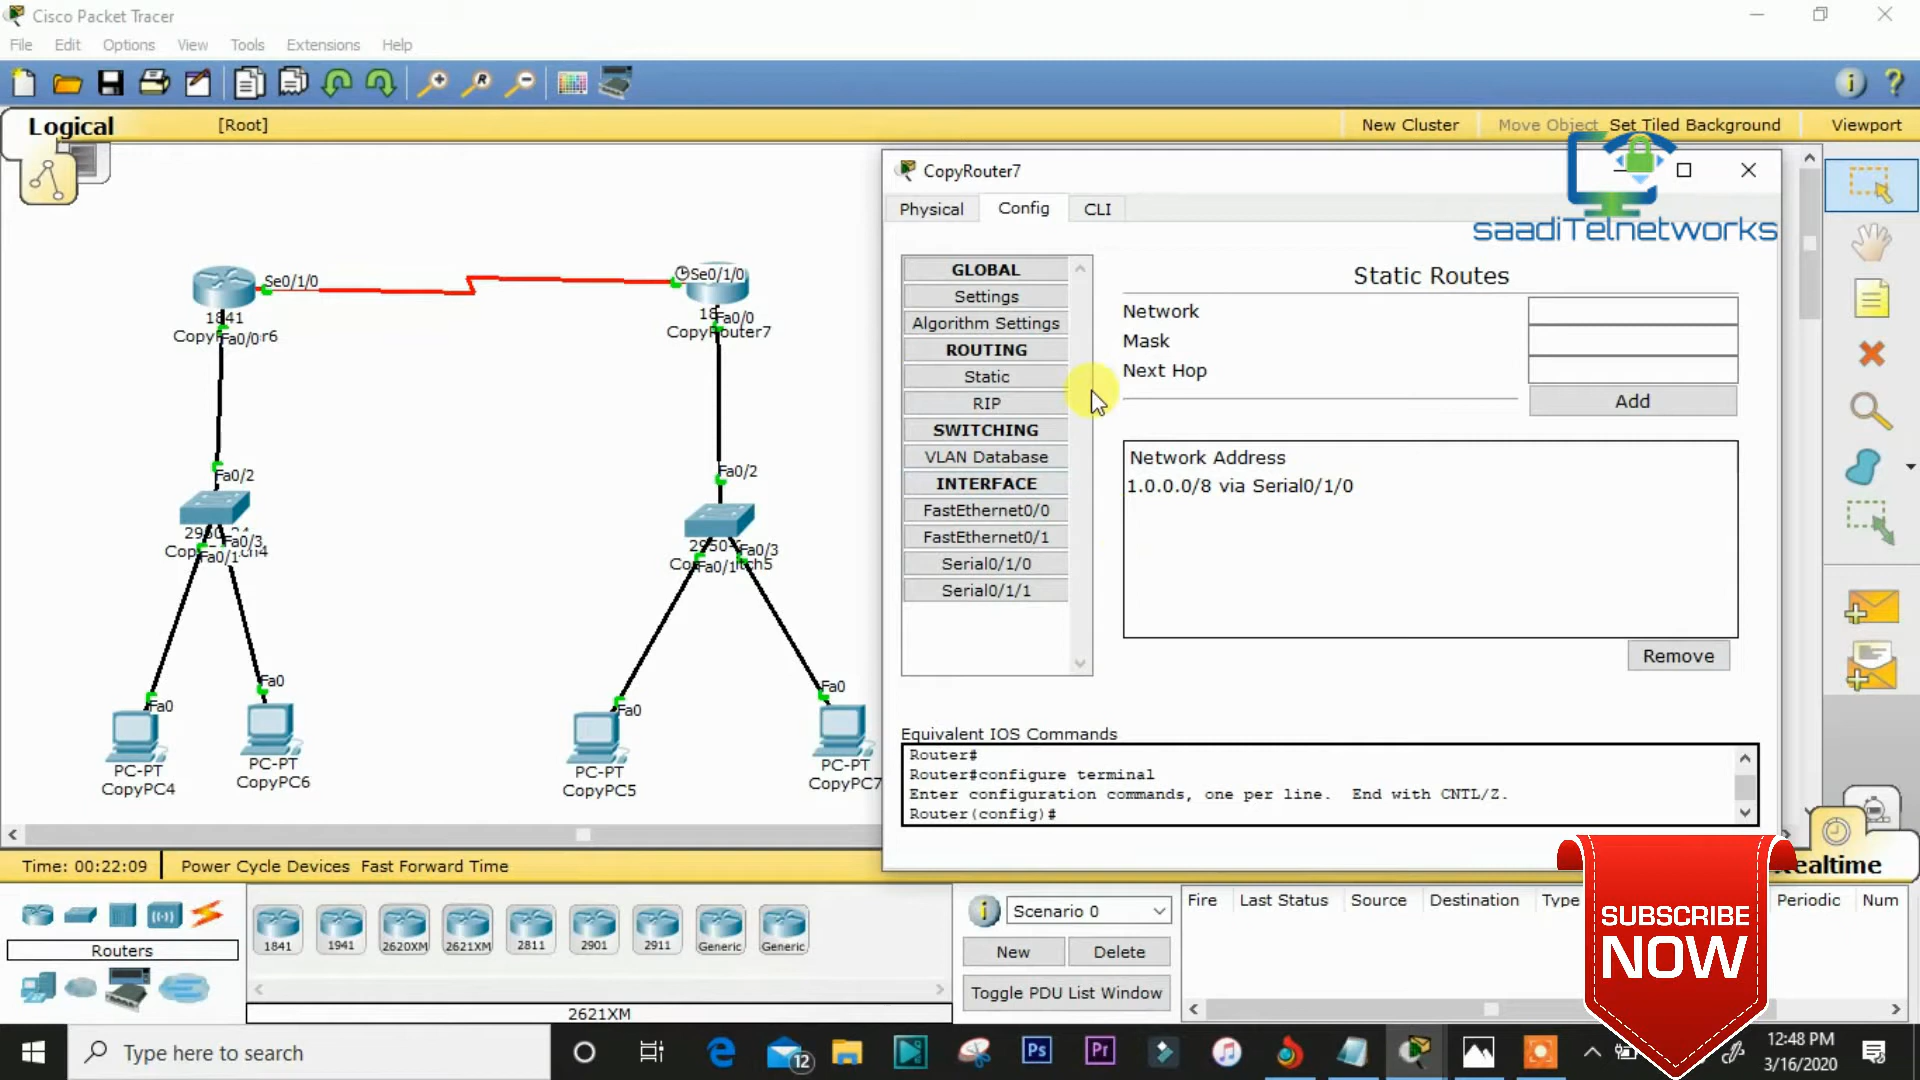 Cisco Packet Tracer
File Edit Options View Tools Extensions Help
Logical [Root] New Cluster Move Object Set Tiled Background Viewport
CopyRouter7
Physical Config CLI
saadiTelnetworks
GLOBAL
Settings
Algorithm Settings
ROUTING
Static
RIP
SWITCHING
VLAN Database
INTERFACE
FastEthernet0/0
FastEthernet0/1
Serial0/1/0
Serial0/1/1
Static Routes
Network
Mask
Next Hop
Add
Network Address
1.0.0.0/8 via Serial0/1/0
Remove
Equivalent IOS Commands
Router#
Router#configure terminal
Enter configuration commands, one per line. End with CNTL/Z.
Router(config)#
Se0/1/0
Se0/1/0
1841
Fa0/0
Fa0/0
CopyRouter7
Fa0/2
Fa0/2
Fa0/3
Fa0/1
Fa0/3
Fa0/1
Fa0
Fa0
Fa0
Fa0
PC-PT
CopyPC4
PC-PT
CopyPC6
PC-PT
CopyPC5
PC-PT
CopyPC7
Time: 00:22:09 Power Cycle Devices Fast Forward Time
Realtime
1841 1941 2620XM 2621XM 2811 2901 2911 Generic Generic
Routers
2621XM
Scenario 0
New Delete
Toggle PDU List Window
Fire Last Status Source Destination Type Periodic Num
SUBSCRIBE
NOW
Type here to search
12
Ps
Pr
12:48 PM
3/16/2020